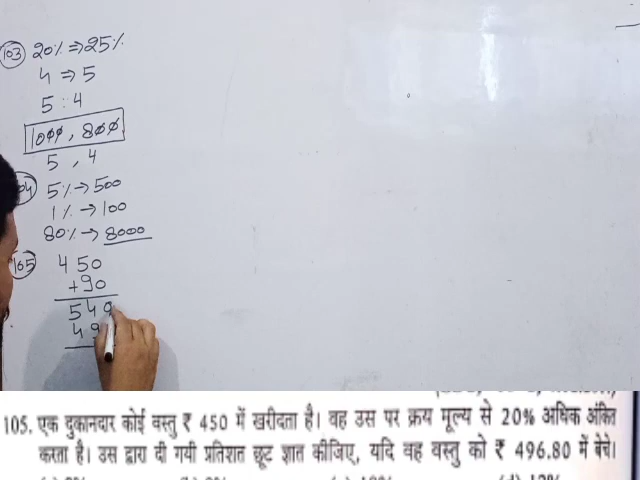 103 20% ⇒ 25%
4 ⇒ 5
5 : 4
1000, 800
5 , 4
5% → 500
1% → 100
80% → 8000
105
450
+90
540
49
105. एक दुकानदार कोई वस्तु ₹ 450 में खरीदता है। वह उस पर क्रय मूल्य से 20% अधिक अंकित
करता है। उस द्वारा दी गयी प्रतिशत छूट ज्ञात कीजिए, यदि वह वस्तु को ₹ 496.80 में बेचे।